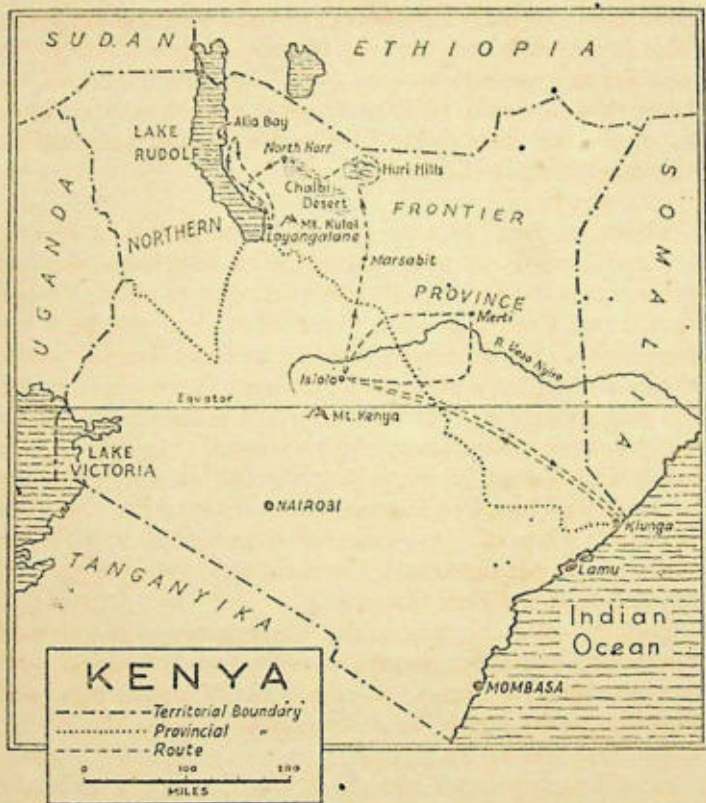 SUDAN
ETHIOPIA
LAKE
RUDOLF
Alia Bay
North Horr
Huri Hills
Chalbi
Desert
Mt. Kulal
Loyongalane
NORTHERN
FRONTIER
PROVINCE
UGANDA
SOMALIA
Marsabit
Merti
R. Uaso Nyiro
Isiolo
Equator
Mt. Kenya
LAKE
VICTORIA
NAIROBI
Kiunga
Lamu
TANGANYIKA
Indian
Ocean
MOMBASA
KENYA
Territorial Boundary
Provincial "
Route
0 100 200
MILES